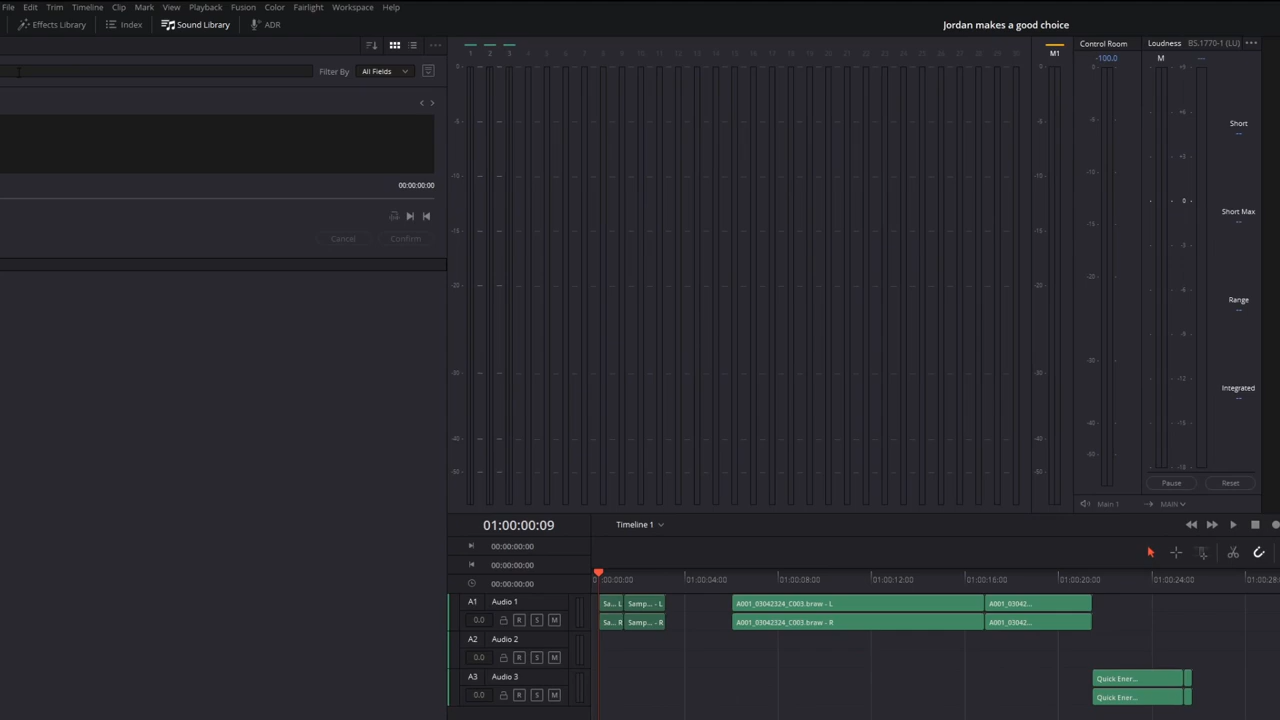 File Edit Trim Timeline Clip Mark View Playback Fusion Color Fairlight Workspace Help
Effects Library Index Sound Library ADR Jordan makes a good choice
Control Room Loudness BS.1770-1 (LU)
M1 -100.0 M
Filter By All Fields
Short
00:00:00:00
Short Max
Cancel Confirm
Range
Integrated
Pause Reset
Main 1 MAIN
01:00:00:09 Timeline 1
00:00:00:00
00:00:00:00
00:00:00:00 01:00:04:00 01:00:08:00 01:00:12:00 01:00:16:00 01:00:20:00 01:00:24:00
A1 Audio 1 Sa... L Samp... - L A001_03042324_C003.braw - L A001_03042...
0.0 R S M Sa... R Samp... - R A001_03042324_C003.braw - R A001_03042...
A2 Audio 2
0.0 R S M
A3 Audio 3 Quick Ener...
0.0 R S M Quick Ener...